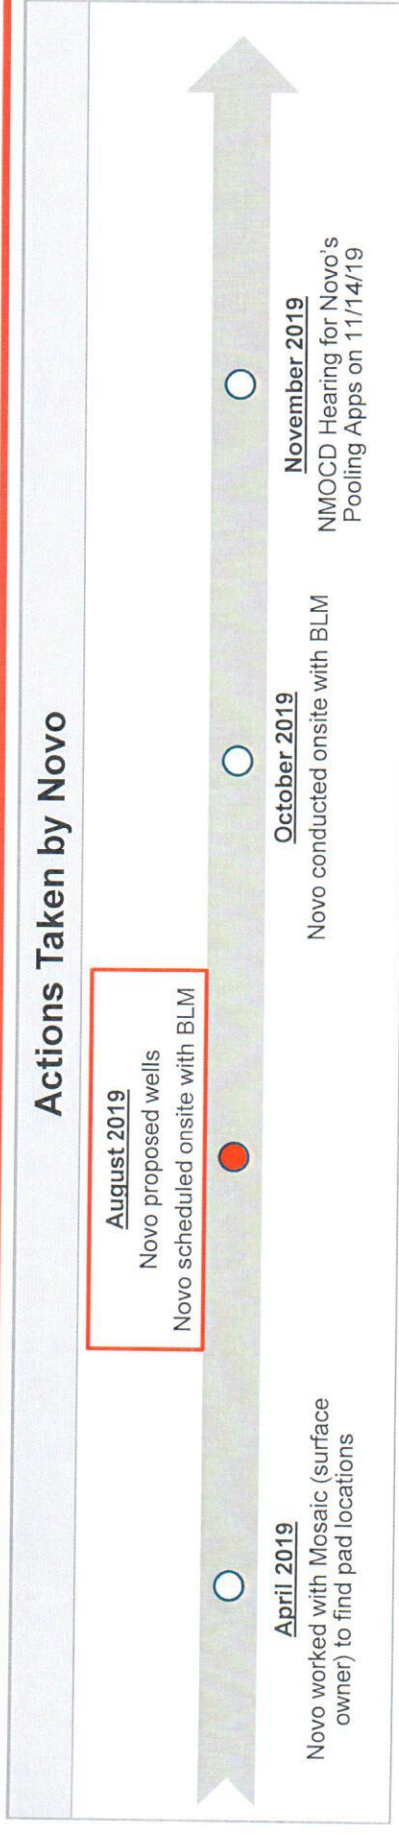 Actions Taken by Novo
August 2019
Novo proposed wells
Novo scheduled onsite with BLM
April 2019
Novo worked with Mosaic (surface
owner) to find pad locations
October 2019
Novo conducted onsite with BLM
November 2019
NMOCD Hearing for Novo's
Pooling Apps on 11/14/19